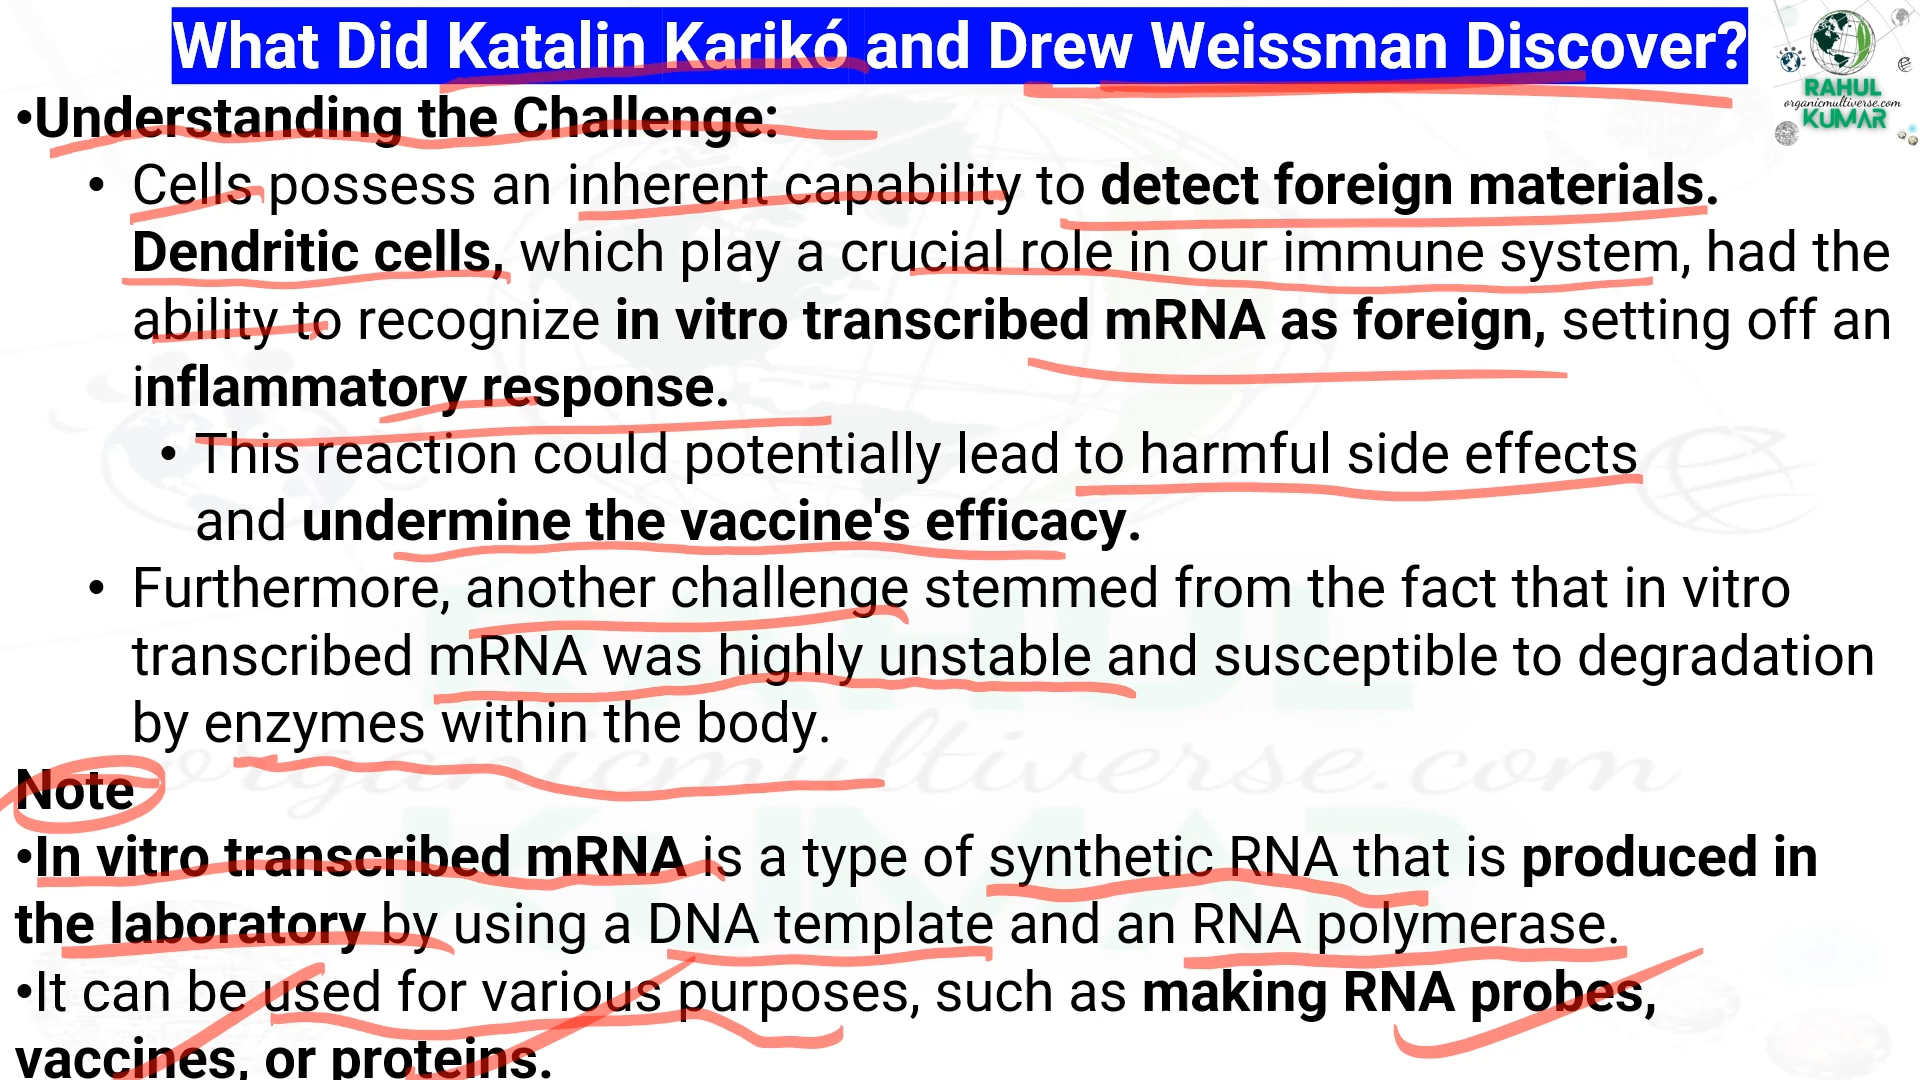 What Did Katalin Karikó and Drew Weissman Discover?
RAHUL
organicmultiverse.com
KUMAR
•Understanding the Challenge:
• Cells possess an inherent capability to detect foreign materials.
Dendritic cells, which play a crucial role in our immune system, had the
ability to recognize in vitro transcribed mRNA as foreign, setting off an
inflammatory response.
• This reaction could potentially lead to harmful side effects
and undermine the vaccine's efficacy.
• Furthermore, another challenge stemmed from the fact that in vitro
transcribed mRNA was highly unstable and susceptible to degradation
by enzymes within the body.
Note
•In vitro transcribed mRNA is a type of synthetic RNA that is produced in
the laboratory by using a DNA template and an RNA polymerase.
•It can be used for various purposes, such as making RNA probes,
vaccines, or proteins.
RAHUL
organicmultiverse.com
KUMAR